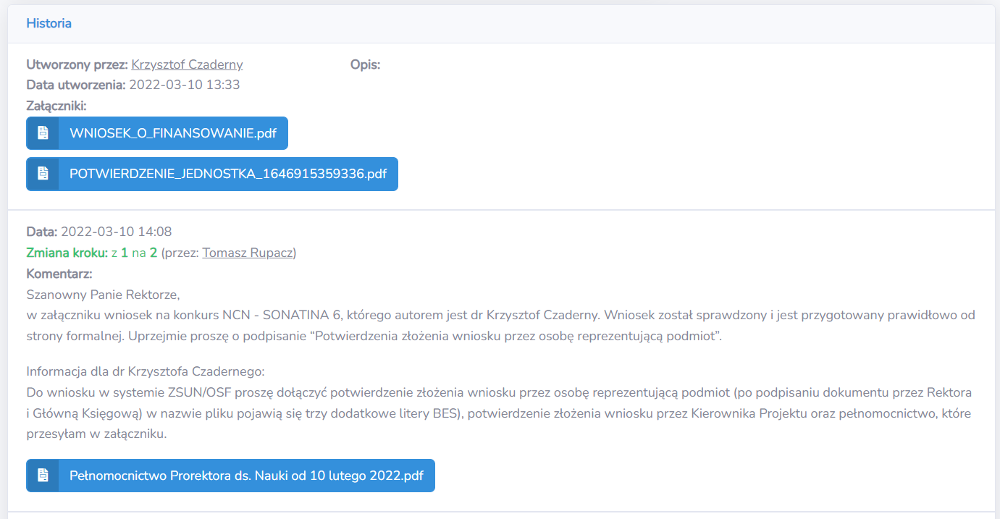 Historia
Utworzony przez: Krzysztof Czaderny
Opis:
Data utworzenia: 2022-03-10 13:33
Załączniki:
WNIOSEK_O_FINANSOWANIE.pdf
POTWIERDZENIE_JEDNOSTKA_1646915359336.pdf
Data: 2022-03-10 14:08
Zmiana kroku: z 1 na 2 (przez: Tomasz Rupacz)
Komentarz:
Szanowny Panie Rektorze,
w załączniku wniosek na konkurs NCN - SONATINA 6, którego autorem jest dr Krzysztof Czaderny. Wniosek został sprawdzony i jest przygotowany prawidłowo od
strony formalnej. Uprzejmie proszę o podpisanie “Potwierdzenia złożenia wniosku przez osobę reprezentującą podmiot”.
Informacja dla dr Krzysztofa Czadernego:
Do wniosku w systemie ZSUN/OSF proszę dołączyć potwierdzenie złożenia wniosku przez osobę reprezentującą podmiot (po podpisaniu dokumentu przez Rektora
i Główną Księgową) w nazwie pliku pojawią się trzy dodatkowe litery BES), potwierdzenie złożenia wniosku przez Kierownika Projektu oraz pełnomocnictwo, które
przesyłam w załączniku.
Pełnomocnictwo Prorektora ds. Nauki od 10 lutego 2022.pdf